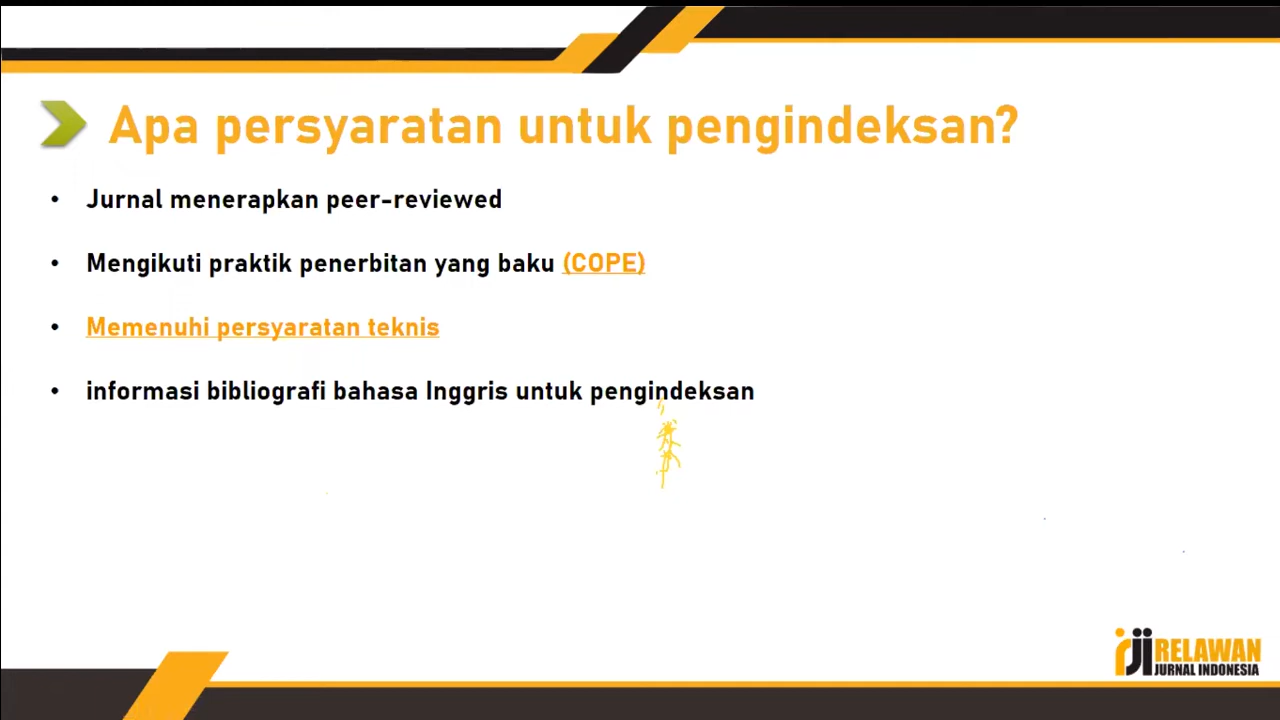 Apa persyaratan untuk pengindeksan?
• Jurnal menerapkan peer-reviewed
• Mengikuti praktik penerbitan yang baku (COPE)
• Memenuhi persyaratan teknis
• informasi bibliografi bahasa Inggris untuk pengindeksan
rji RELAWAN
JURNAL INDONESIA